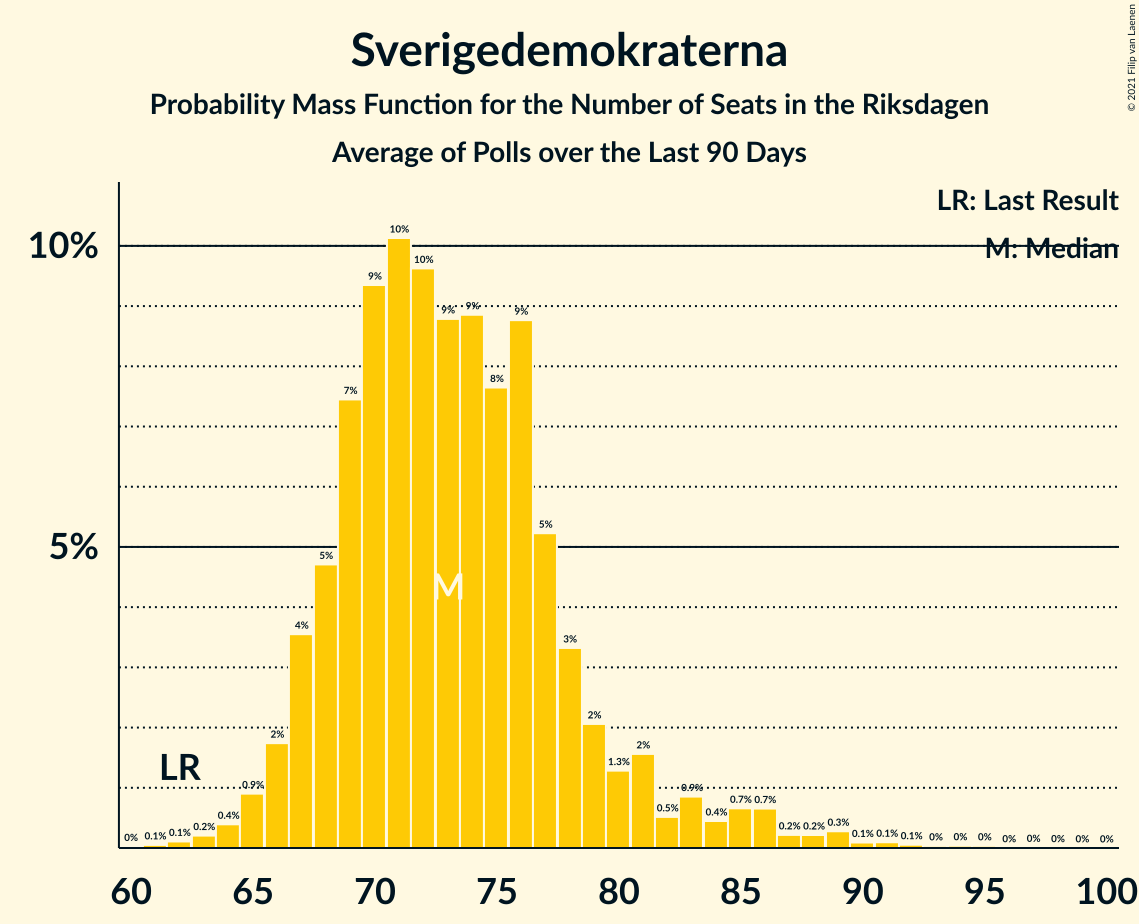 © 2021 Filip van Laenen
Sverigedemokraterna
Probability Mass Function for the Number of Seats in the Riksdagen
Average of Polls over the Last 90 Days
LR: Last Result
M: Median
10%
5%
0% 0.1% 0.1% 0.2% 0.4% 0.9% 2% 4% 5% 7% 9% 10% 10% 9% 9% 8% 9% 5% 3% 2% 1.3% 2% 0.5% 0.9% 0.4% 0.7% 0.7% 0.2% 0.2% 0.3% 0.1% 0.1% 0.1% 0% 0% 0% 0% 0% 0% 0% 0%
M
LR
60 65 70 75 80 85 90 95 100